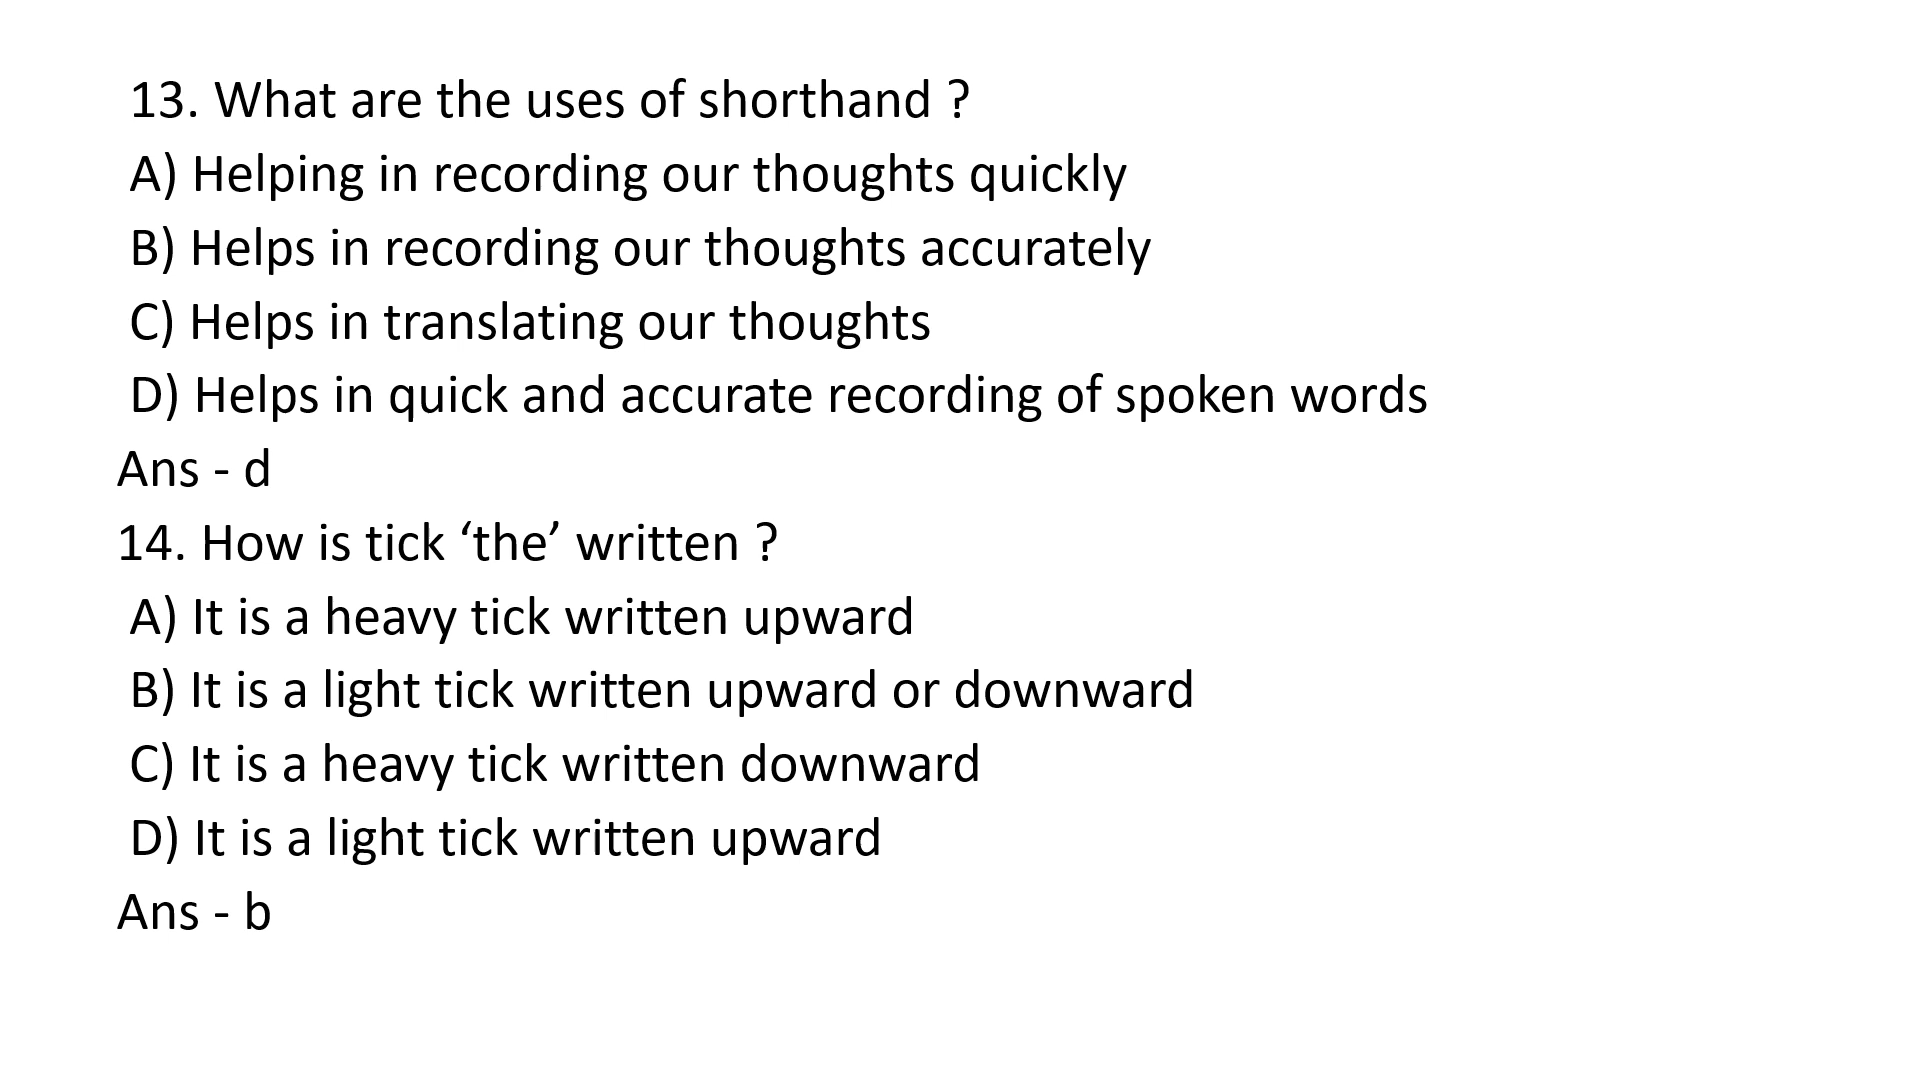 13. What are the uses of shorthand ?
A) Helping in recording our thoughts quickly
B) Helps in recording our thoughts accurately
C) Helps in translating our thoughts
D) Helps in quick and accurate recording of spoken words
Ans - d
14. How is tick ‘the’ written ?
A) It is a heavy tick written upward
B) It is a light tick written upward or downward
C) It is a heavy tick written downward
D) It is a light tick written upward
Ans - b